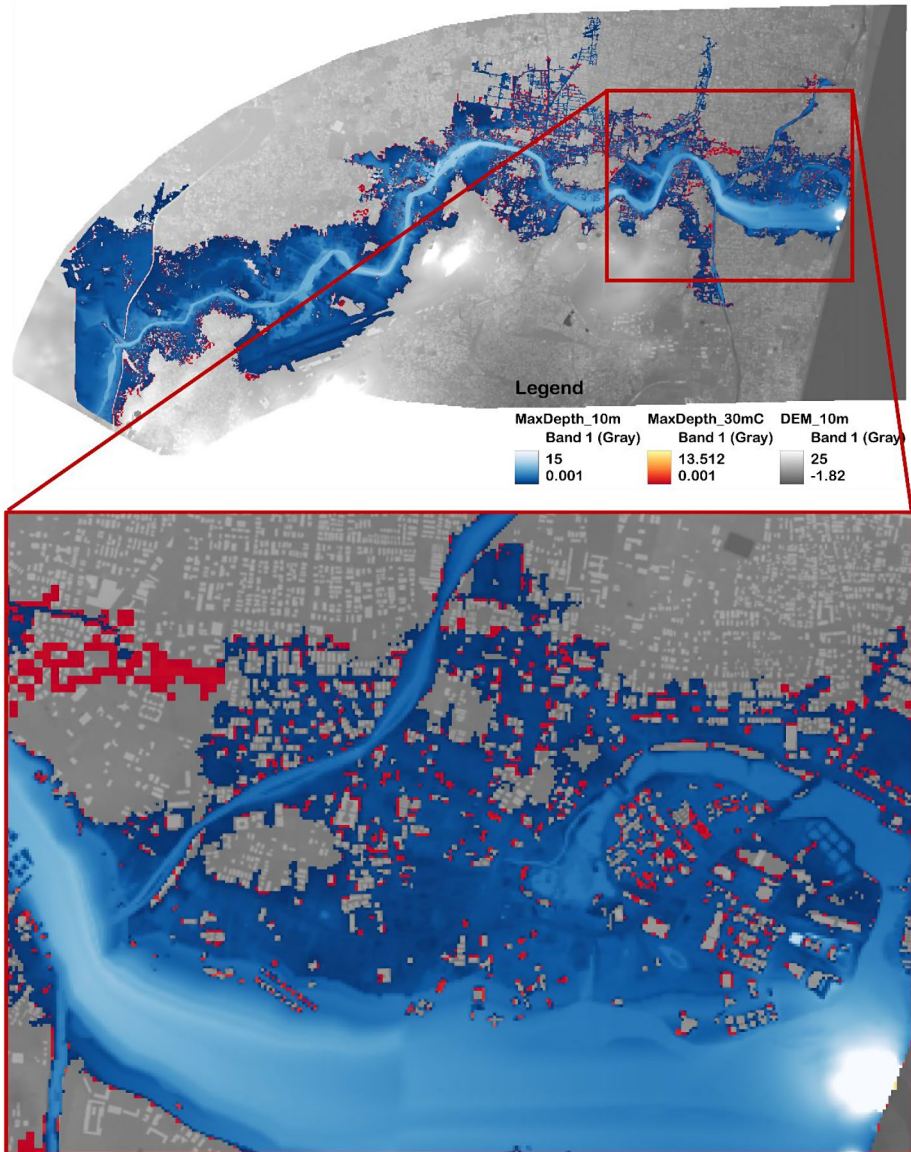 Legend
MaxDepth_10m MaxDepth_30mC DEM_10m
Band 1 (Gray) Band 1 (Gray) Band 1 (Gray)
15 13.512 25
0.001 0.001 -1.82